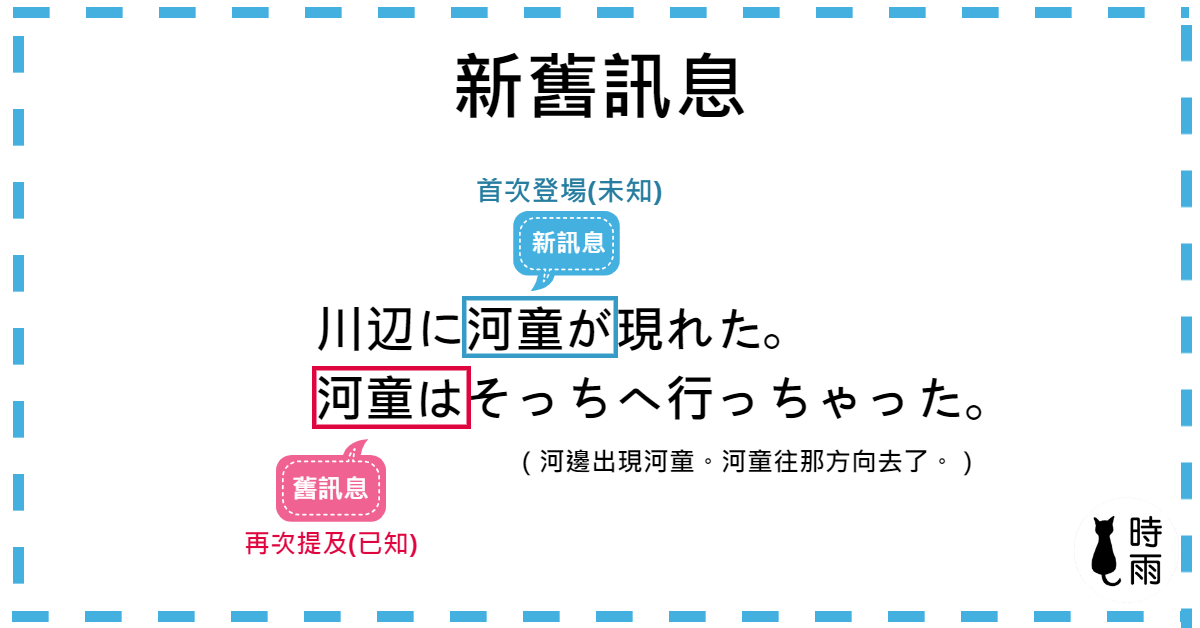 新舊訊息
首次登場(未知)
新訊息
川辺に河童が現れた。
河童はそっちへ行っちゃった。
(河邊出現河童。河童往那方向去了。)
舊訊息
再次提及(已知)
時雨